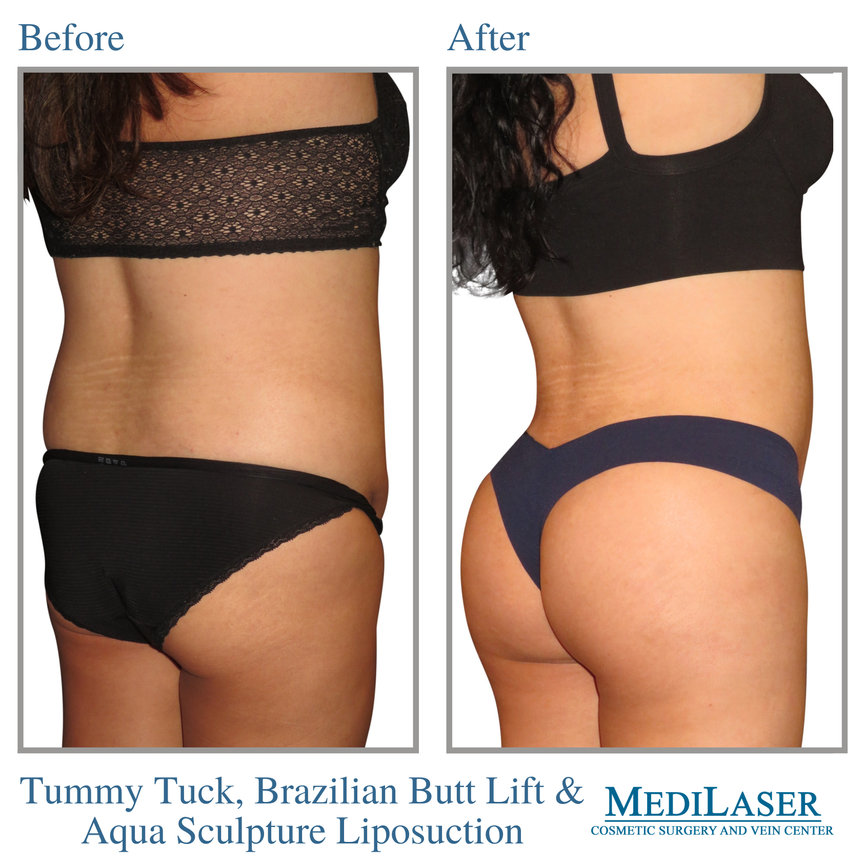 Before
After
Tummy Tuck, Brazilian Butt Lift &
Aqua Sculpture Liposuction
MEDILASER
COSMETIC SURGERY AND VEIN CENTER